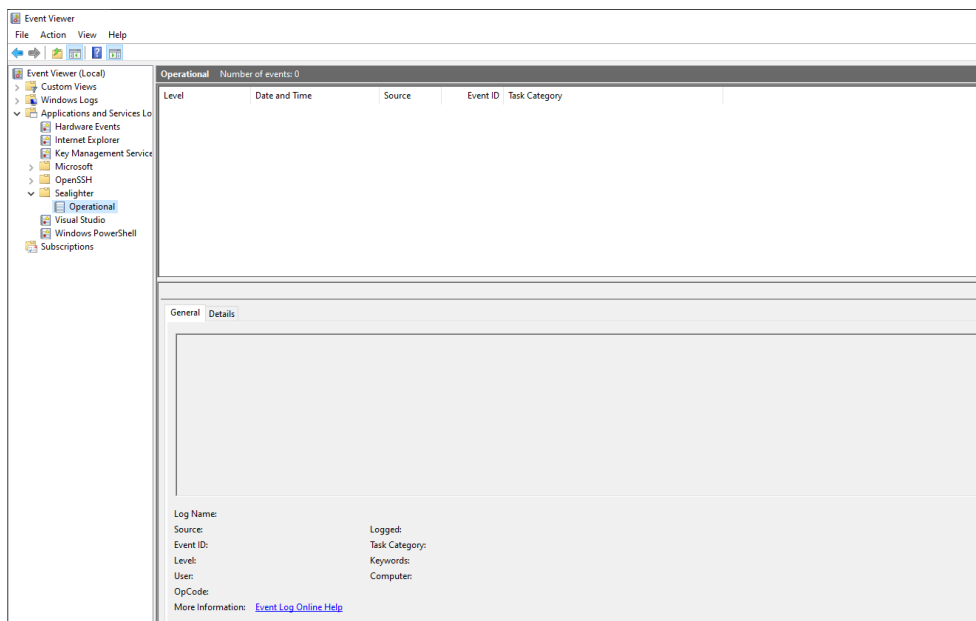 Event Viewer
File Action View Help
Event Viewer (Local)
Custom Views
Windows Logs
Applications and Services Lo
Hardware Events
Internet Explorer
Key Management Service
Microsoft
OpenSSH
Sealighter
Operational
Visual Studio
Windows PowerShell
Subscriptions
Operational Number of events: 0
Level Date and Time Source Event ID Task Category
General Details
Log Name:
Source: Logged:
Event ID: Task Category:
Level: Keywords:
User: Computer:
OpCode:
More Information: Event Log Online Help